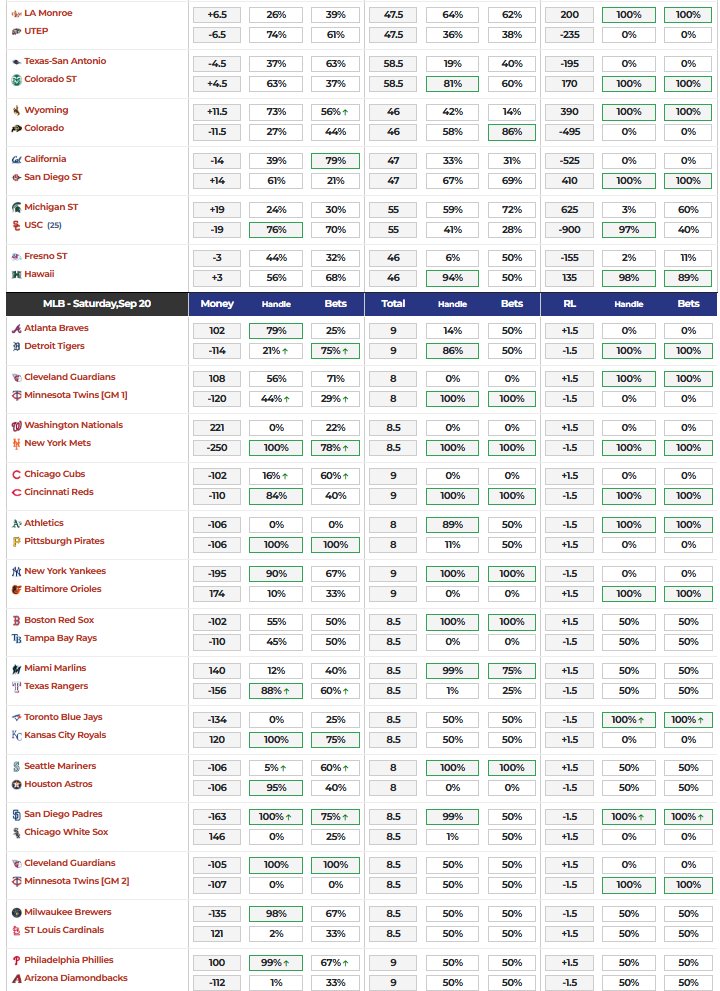 LA Monroe +6.5 26% 39% 47.5 64% 62% 200 100% 100%
UTEP -6.5 74% 61% 47.5 36% 38% -235 0% 0%
Texas-San Antonio -4.5 37% 63% 58.5 19% 40% -195 0% 0%
Colorado ST +4.5 63% 37% 58.5 81% 60% 170 100% 100%
Wyoming +11.5 73% 56%↑ 46 42% 14% 390 100% 100%
Colorado -11.5 27% 44% 46 58% 86% -495 0% 0%
California -14 39% 79% 47 33% 31% -525 0% 0%
San Diego ST +14 61% 21% 47 67% 69% 410 100% 100%
Michigan ST +19 24% 30% 55 59% 72% 625 3% 60%
USC (25) -19 76% 70% 55 41% 28% -900 97% 40%
Fresno ST -3 44% 32% 46 6% 50% -155 2% 11%
Hawaii +3 56% 68% 46 94% 50% 135 98% 89%
MLB - Saturday,Sep 20 Money Handle Bets Total Handle Bets RL Handle Bets
Atlanta Braves 102 79% 25% 9 14% 50% +1.5 0% 0%
Detroit Tigers -114 21%↑ 75%↑ 9 86% 50% -1.5 100% 100%
Cleveland Guardians 108 56% 71% 8 0% 0% +1.5 100% 100%
Minnesota Twins [GM 1] -120 44%↑ 29%↑ 8 100% 100% -1.5 0% 0%
Washington Nationals 221 0% 22% 8.5 0% 0% +1.5 0% 0%
New York Mets -250 100% 78%↑ 8.5 100% 100% -1.5 100% 100%
Chicago Cubs -102 16%↑ 60%↑ 9 0% 0% +1.5 0% 0%
Cincinnati Reds -110 84% 40% 9 100% 100% -1.5 100% 100%
Athletics -106 0% 0% 8 89% 50% -1.5 100% 100%
Pittsburgh Pirates -106 100% 100% 8 11% 50% +1.5 0% 0%
New York Yankees -195 90% 67% 9 100% 100% -1.5 0% 0%
Baltimore Orioles 174 10% 33% 9 0% 0% +1.5 100% 100%
Boston Red Sox -102 55% 50% 8.5 100% 100% +1.5 50% 50%
Tampa Bay Rays -110 45% 50% 8.5 0% 0% -1.5 50% 50%
Miami Marlins 140 12% 40% 8.5 99% 75% +1.5 50% 50%
Texas Rangers -156 88%↑ 60%↑ 8.5 1% 25% -1.5 50% 50%
Toronto Blue Jays -134 0% 25% 8.5 50% 50% -1.5 100%↑ 100%↑
Kansas City Royals 120 100% 75% 8.5 50% 50% +1.5 0% 0%
Seattle Mariners -106 5%↑ 60%↑ 8 100% 100% +1.5 50% 50%
Houston Astros -106 95% 40% 8 0% 0% -1.5 50% 50%
San Diego Padres -163 100%↑ 75%↑ 8.5 99% 50% -1.5 100%↑ 100%↑
Chicago White Sox 146 0% 25% 8.5 1% 50% +1.5 0% 0%
Cleveland Guardians -105 100% 100% 8.5 50% 50% +1.5 0% 0%
Minnesota Twins [GM 2] -107 0% 0% 8.5 50% 50% -1.5 100% 100%
Milwaukee Brewers -135 98% 67% 8.5 50% 50% -1.5 50% 50%
ST Louis Cardinals 121 2% 33% 8.5 50% 50% +1.5 50% 50%
Philadelphia Phillies 100 99%↑ 67%↑ 9 50% 50% +1.5 50% 50%
Arizona Diamondbacks -112 1% 33% 9 50% 50% -1.5 50% 50%